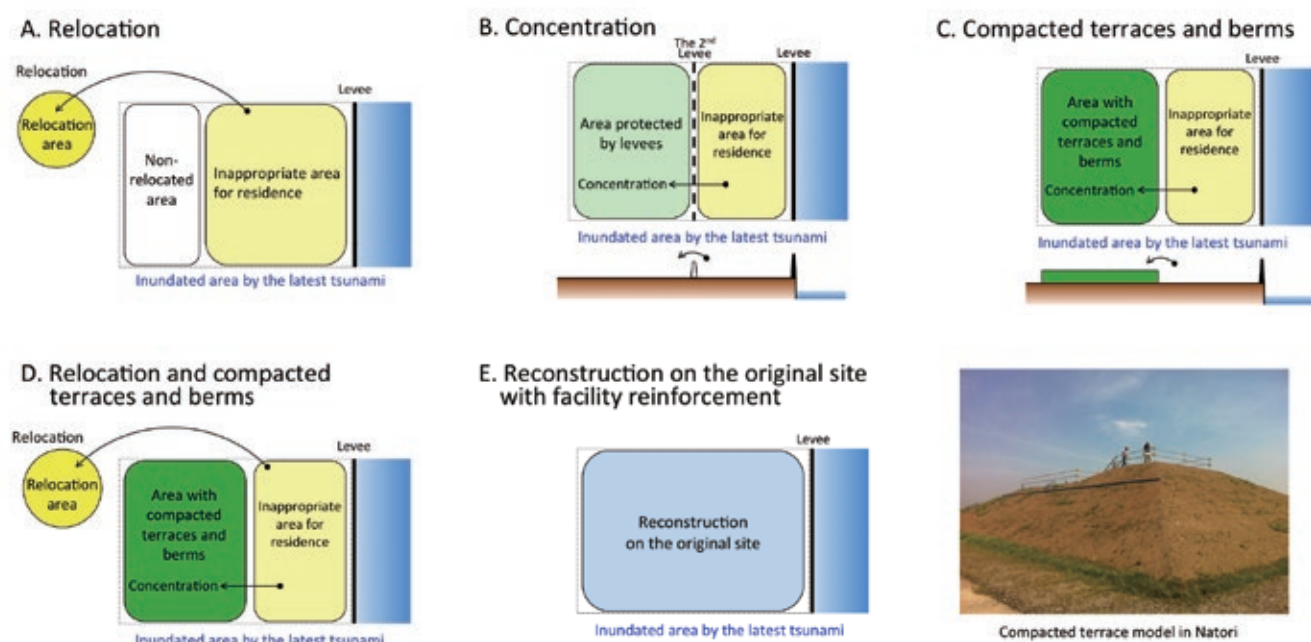 A. Relocation
Relocation
Levee
Relocation
area
Non-
relocated
area
Inappropriate area
for residence
Inundated area by the latest tsunami
B. Concentration
The 2nd
Levee
Levee
Area protected
by levees
Inappropriate
area for
residence
Concentration
Inundated area by the latest tsunami
C. Compacted terraces and berms
Levee
Area with
compacted
terraces and
berms
Inappropriate
area for
residence
Concentration
Inundated area by the latest tsunami
D. Relocation and compacted
terraces and berms
Relocation
Levee
Relocation
area
Area with
compacted
terraces and
berms
Inappropriate
area for
residence
Concentration
Inundated area by the latest tsunami
E. Reconstruction on the original site
with facility reinforcement
Levee
Reconstruction
on the original site
Inundated area by the latest tsunami
Compacted terrace model in Natori